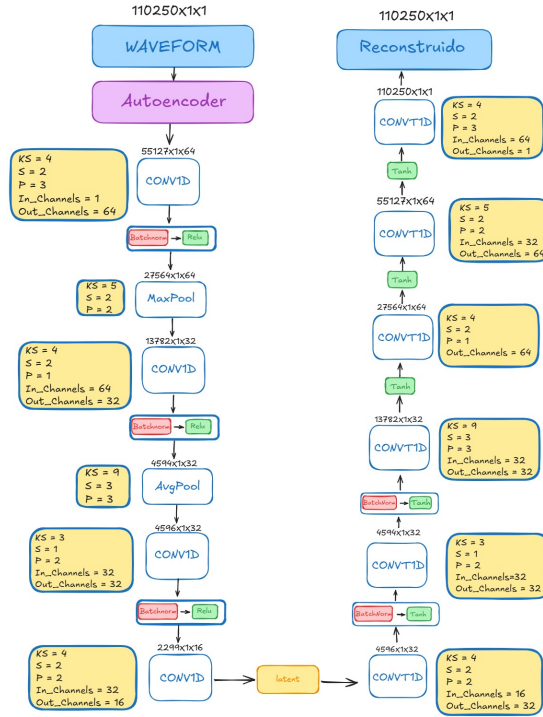 110250x1x1
WAVEFORM
Autoencoder
55127x1x64
CONV1D
KS = 4
S = 2
P = 3
In_Channels = 1
Out_Channels = 64
Batchnorm
Relu
27564x1x64
MaxPool
KS = 5
S = 2
P = 2
13782x1x32
CONV1D
KS = 4
S = 2
P = 1
In_Channels = 64
Out_Channels = 32
Batchnorm
Relu
4594x1x32
AvgPool
KS = 9
S = 3
P = 3
4596x1x32
CONV1D
KS = 3
S = 1
P = 2
In_Channels = 32
Out_Channels = 32
Batchnorm
Relu
2299x1x16
CONV1D
KS = 4
S = 2
P = 2
In_Channels = 32
Out_Channels = 16
latent
110250x1x1
Reconstruido
110250x1x1
CONVT1D
KS = 4
S = 2
P = 3
In_Channels = 64
Out_Channels = 1
Tanh
55127x1x64
CONVT1D
KS = 5
S = 2
P = 2
In_Channels = 32
Out_Channels = 64
Tanh
27564x1x64
CONVT1D
KS = 4
S = 2
P = 1
Out_Channels = 64
Tanh
13782x1x32
CONVT1D
KS = 9
S = 3
P = 3
In_Channels = 32
Out_Channels = 32
BatchNorm
Tanh
4594x1x32
CONVT1D
KS = 3
S = 1
P = 2
In_Channels=32
Out_Channels = 32
BatchNorm
Tanh
4596x1x32
CONVT1D
KS = 4
S = 2
P = 2
In_Channels = 16
Out_Channels = 32